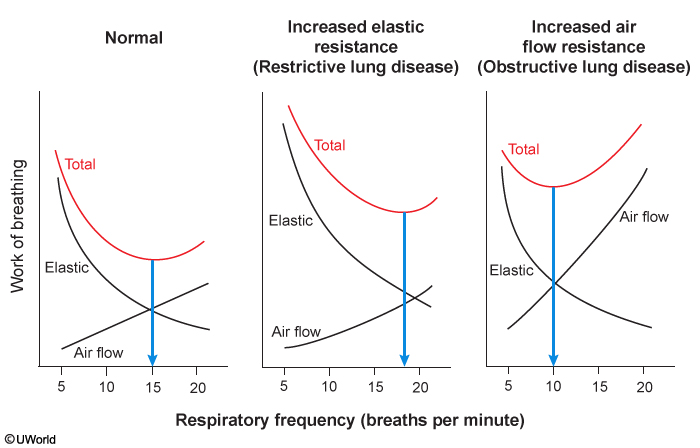 Normal
Increased elastic
resistance
(Restrictive lung disease)
Increased air
flow resistance
(Obstructive lung disease)
Work of breathing
Total
Elastic
Air flow
5 10 15 20
Total
Elastic
Air flow
5 10 15 20
Total
Air flow
Elastic
5 10 15 20
Respiratory frequency (breaths per minute)
©UWorld